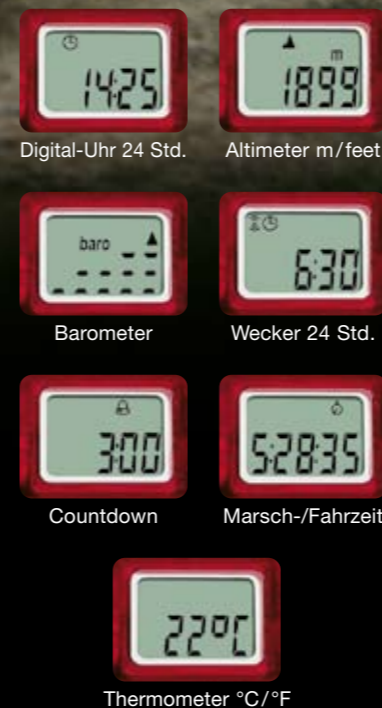 14:25
1899 m
Digital-Uhr 24 Std.
Altimeter m/feet
baro
6:30
Barometer
Wecker 24 Std.
3:00
5:28:35
Countdown
Marsch-/Fahrzeit
22°C
Thermometer °C/°F